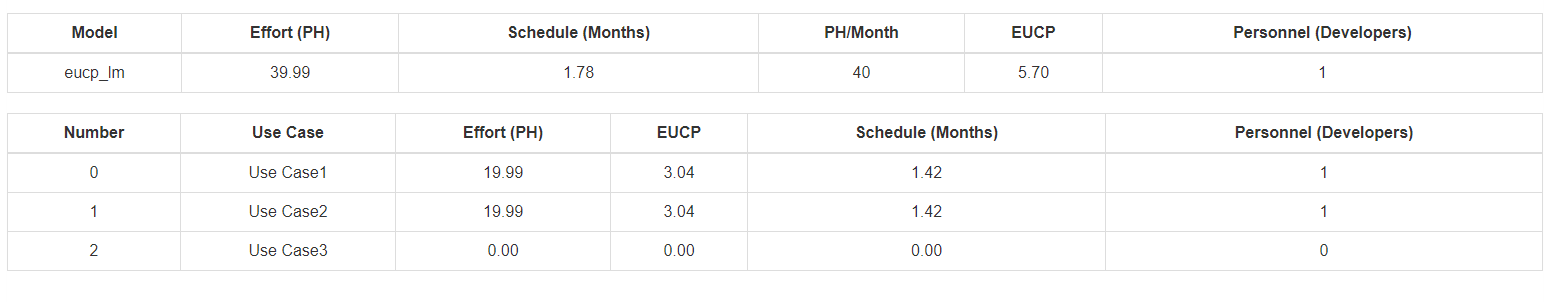 Model Effort (PH) Schedule (Months) PH/Month EUCP Personnel (Developers)
eucp_lm 39.99 1.78 40 5.70 1
Number Use Case Effort (PH) EUCP Schedule (Months) Personnel (Developers)
0 Use Case1 19.99 3.04 1.42 1
1 Use Case2 19.99 3.04 1.42 1
2 Use Case3 0.00 0.00 0.00 0